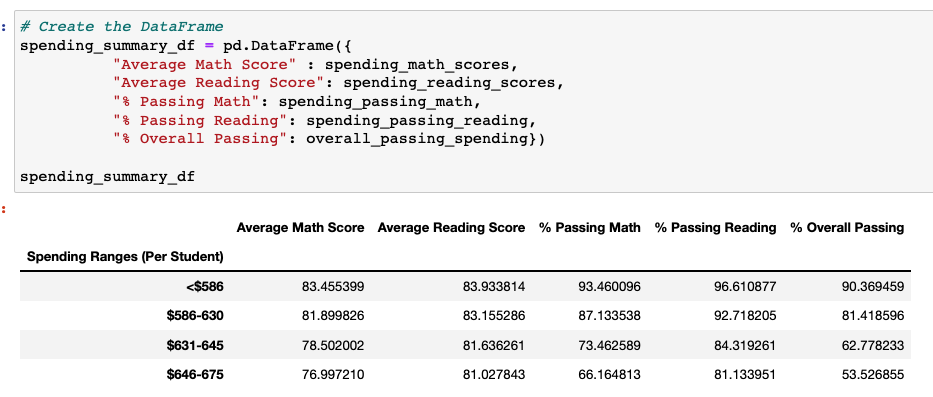 # Create the DataFrame
spending_summary_df = pd.DataFrame({
"Average Math Score" : spending_math_scores,
"Average Reading Score": spending_reading_scores,
"% Passing Math": spending_passing_math,
"% Passing Reading": spending_passing_reading,
"% Overall Passing": overall_passing_spending})
spending_summary_df
Average Math Score Average Reading Score % Passing Math % Passing Reading % Overall Passing
Spending Ranges (Per Student)
<$586 83.455399 83.933814 93.460096 96.610877 90.369459
$586-630 81.899826 83.155286 87.133538 92.718205 81.418596
$631-645 78.502002 81.636261 73.462589 84.319261 62.778233
$646-675 76.997210 81.027843 66.164813 81.133951 53.526855